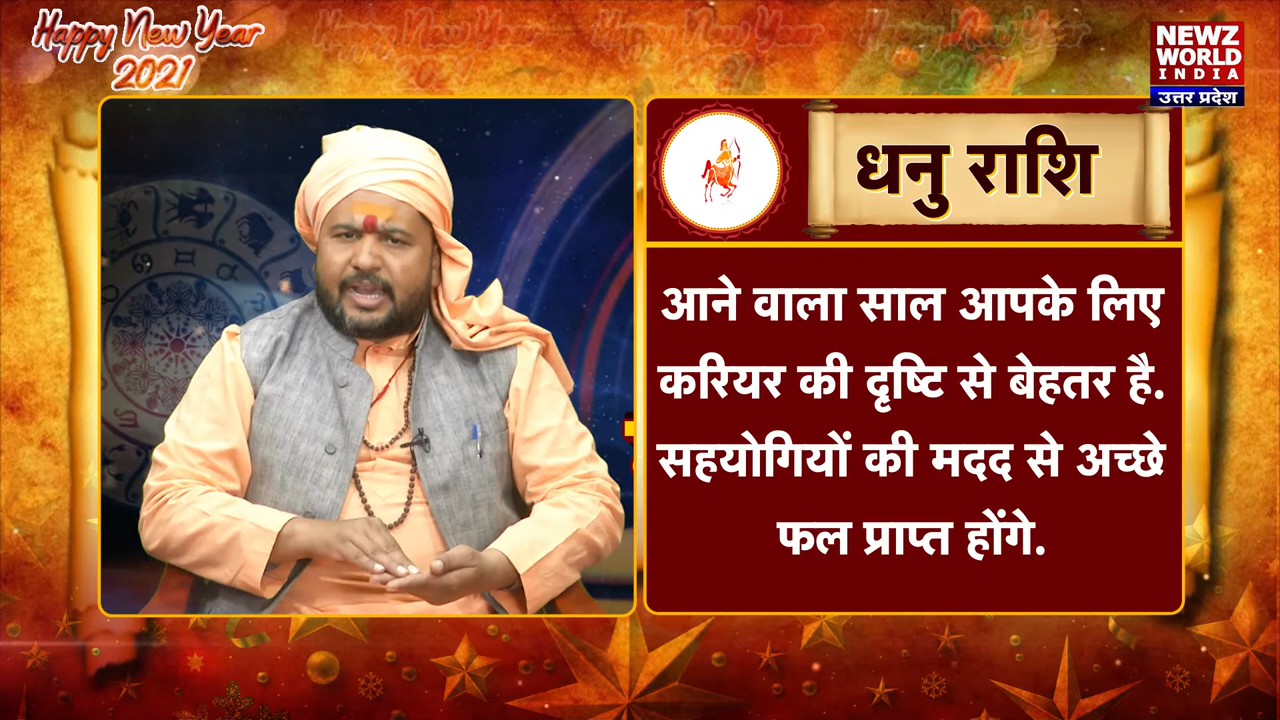 Happy New Year
2021
NEWZ
WORLD
INDIA
उत्तर प्रदेश
धनु राशि
आने वाला साल आपके लिए
करियर की दृष्टि से बेहतर है.
सहयोगियों की मदद से अच्छे
फल प्राप्त होंगे.